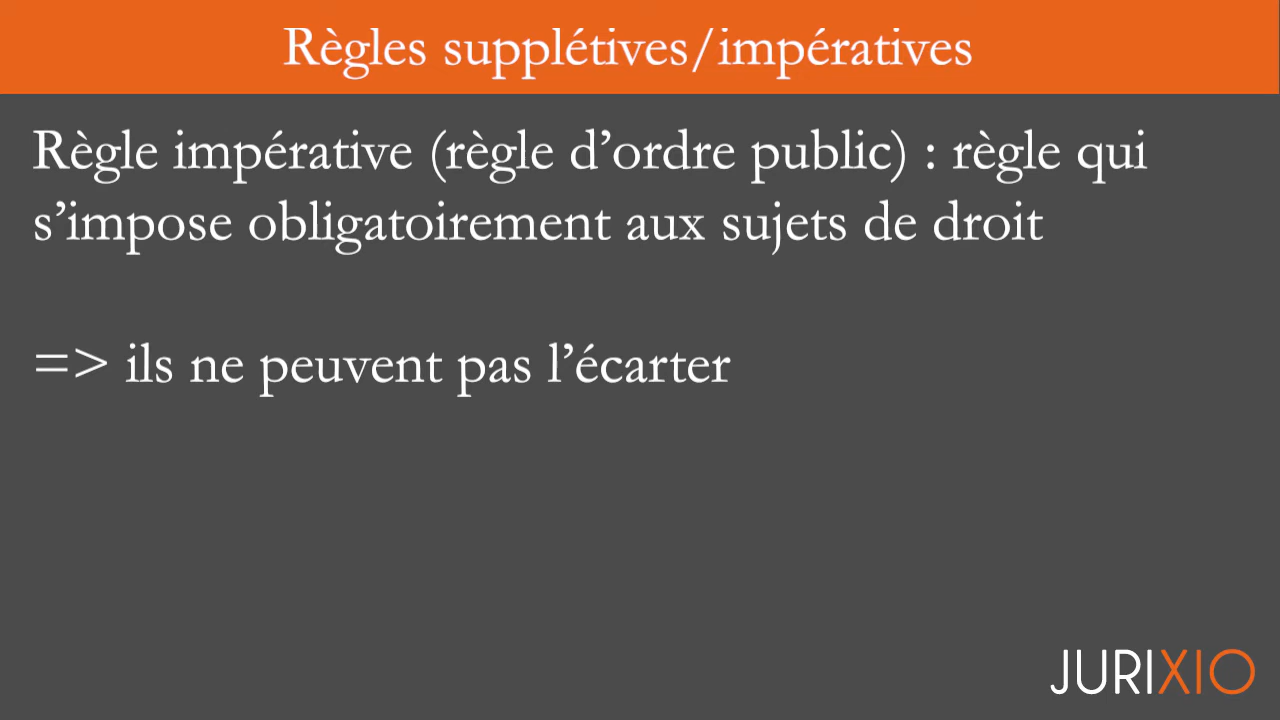 Règles supplétives/impératives
Règle impérative (règle d’ordre public) : règle qui
s’impose obligatoirement aux sujets de droit
=> ils ne peuvent pas l’écarter
JURIXIO